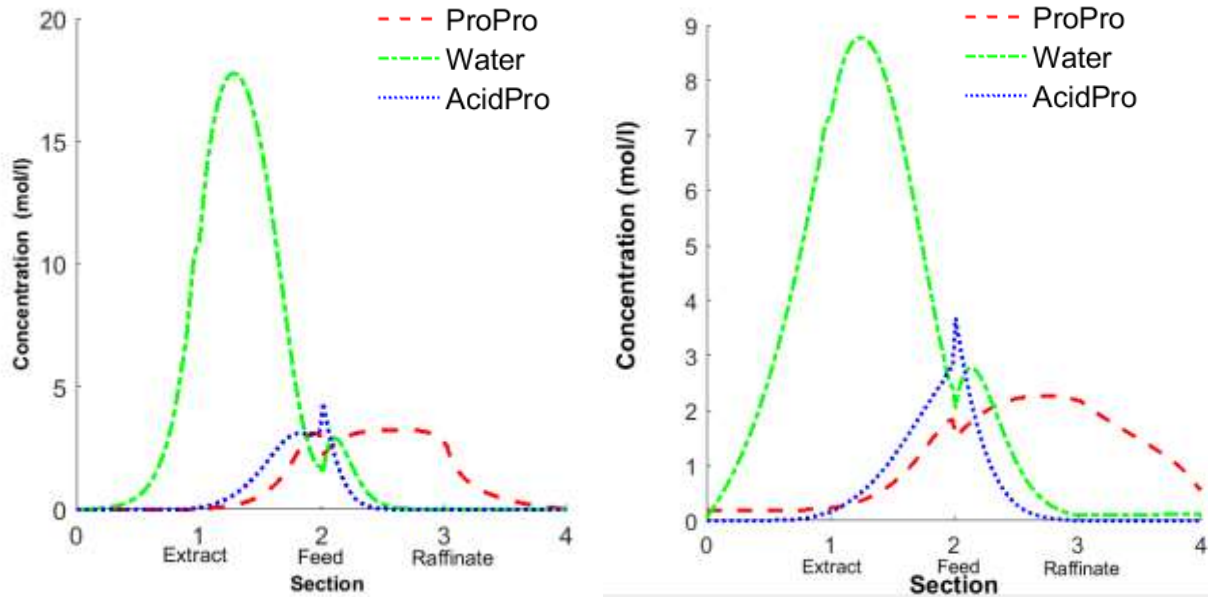 20
15
10
5
0
Concentration (mol/l)
ProPro
Water
AcidPro
0 1 2 3 4
Extract Feed Raffinate
Section
9
8
7
6
5
4
3
2
1
0
Concentration (mol/l)
ProPro
Water
AcidPro
0 1 2 3 4
Extract Feed Raffinate
Section